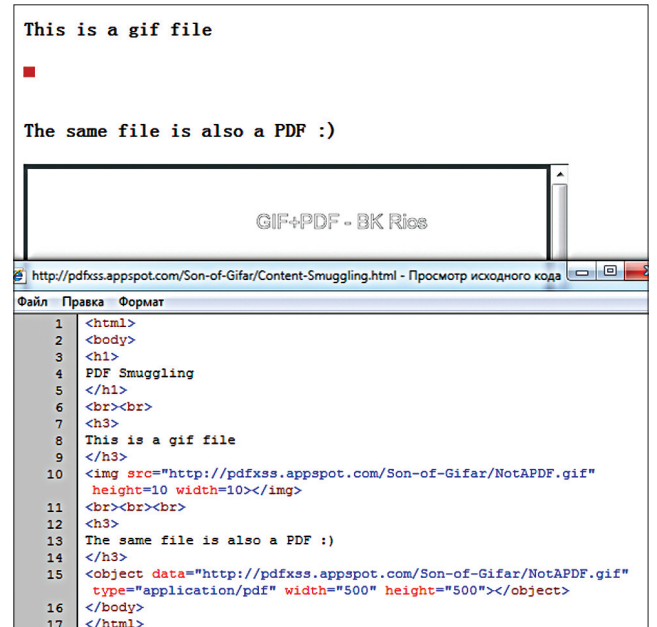 This is a gif file
The same file is also a PDF :)
GIF+PDF - BK Rios
http://pdfxss.appspot.com/Son-of-Gifar/Content-Smuggling.html - Просмотр исходного кода
Файл Правка Формат
1 <html>
2 <body>
3 <h1>
4 PDF Smuggling
5 </h1>
6 <br><br>
7 <h3>
8 This is a gif file
9 </h3>
10 <img src="http://pdfxss.appspot.com/Son-of-Gifar/NotAPDF.gif"
height=10 width=10></img>
11 <br><br><br>
12 <h3>
13 The same file is also a PDF :)
14 </h3>
15 <object data="http://pdfxss.appspot.com/Son-of-Gifar/NotAPDF.gif"
type="application/pdf" width="500" height="500"></object>
16 </body>
17 </html>